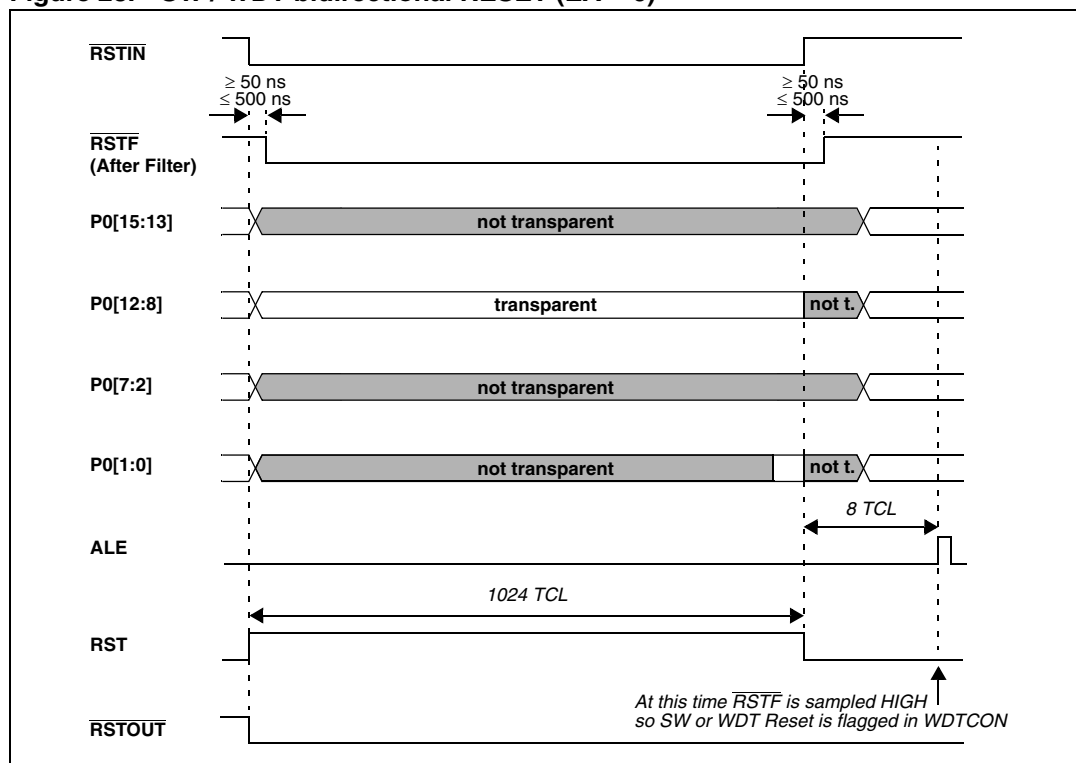 RSTIN
≥ 50 ns
≤ 500 ns
≥ 50 ns
≤ 500 ns
RSTF
(After Filter)
P0[15:13]
not transparent
P0[12:8]
transparent
not t.
P0[7:2]
not transparent
P0[1:0]
not transparent
not t.
8 TCL
ALE
1024 TCL
RST
At this time RSTF is sampled HIGH
so SW or WDT Reset is flagged in WDTCON
RSTOUT